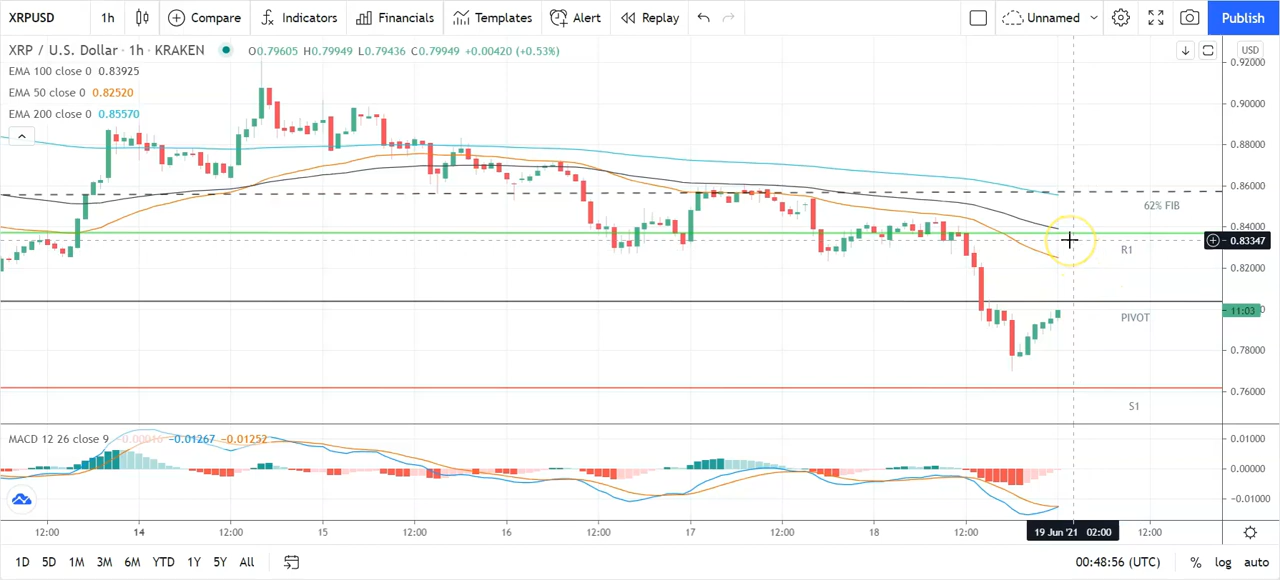 XRPUSD 1h Compare Indicators Financials Templates Alert Replay Unnamed Publish
XRP / U.S. Dollar · 1h · KRAKEN O0.79605 H0.79949 L0.79436 C0.79949 +0.00420 (+0.53%) USD
EMA 100 close 0 0.83925
EMA 50 close 0 0.82520
EMA 200 close 0 0.85570
0.92000
0.90000
0.88000
0.86000
62% FIB
0.84000
0.83347
R1
0.82000
11:03
PIVOT
0.78000
0.76000
S1
MACD 12 26 close 9 -0.00016 -0.01267 -0.01252
0.01000
0.00000
-0.01000
12:00 14 12:00 15 12:00 16 12:00 17 12:00 18 12:00 19 Jun '21 02:00 12:00
1D 5D 1M 3M 6M YTD 1Y 5Y All 00:48:56 (UTC) % log auto